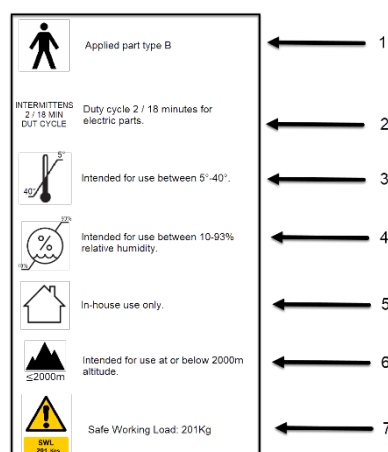 Applied part type B
1
INTERMITTENS
2 / 18 MIN
DUT CYCLE
Duty cycle 2 / 18 minutes for
electric parts.
2
5°
40°
Intended for use between 5°-40°.
3
93%
%
10%
Intended for use between 10-93%
relative humidity.
4
In-house use only.
5
≤2000m
Intended for use at or below 2000m
altitude.
6
SWL
201 KGS
Safe Working Load: 201Kg
7